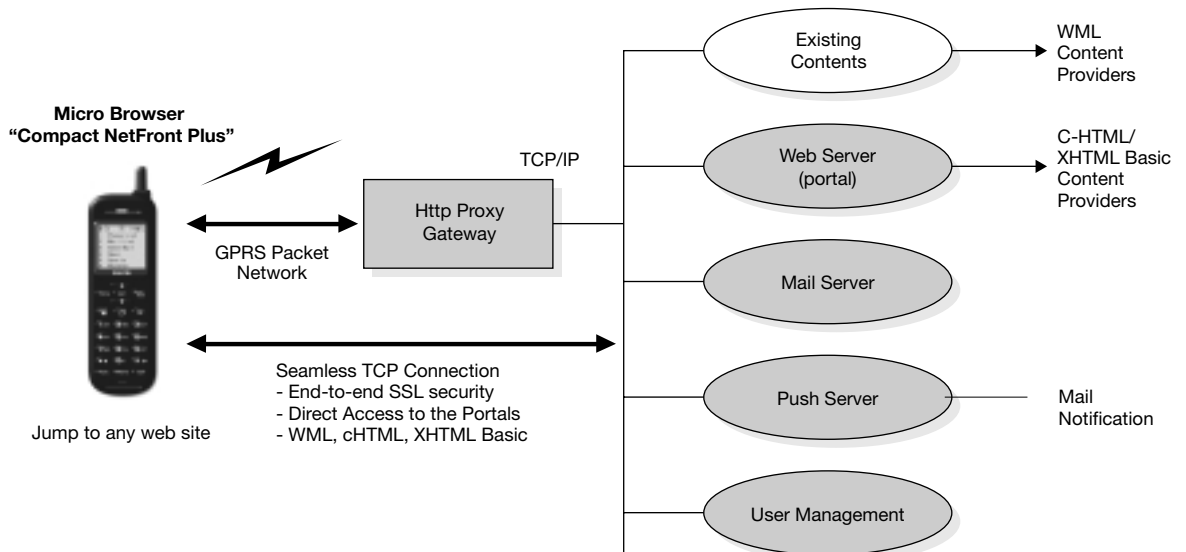 Micro Browser
“Compact NetFront Plus”
Jump to any web site
GPRS Packet
Network
Http Proxy
Gateway
TCP/IP
Seamless TCP Connection
- End-to-end SSL security
- Direct Access to the Portals
- WML, cHTML, XHTML Basic
Existing
Contents
WML
Content
Providers
Web Server
(portal)
C-HTML/
XHTML Basic
Content
Providers
Mail Server
Push Server
Mail
Notification
User Management